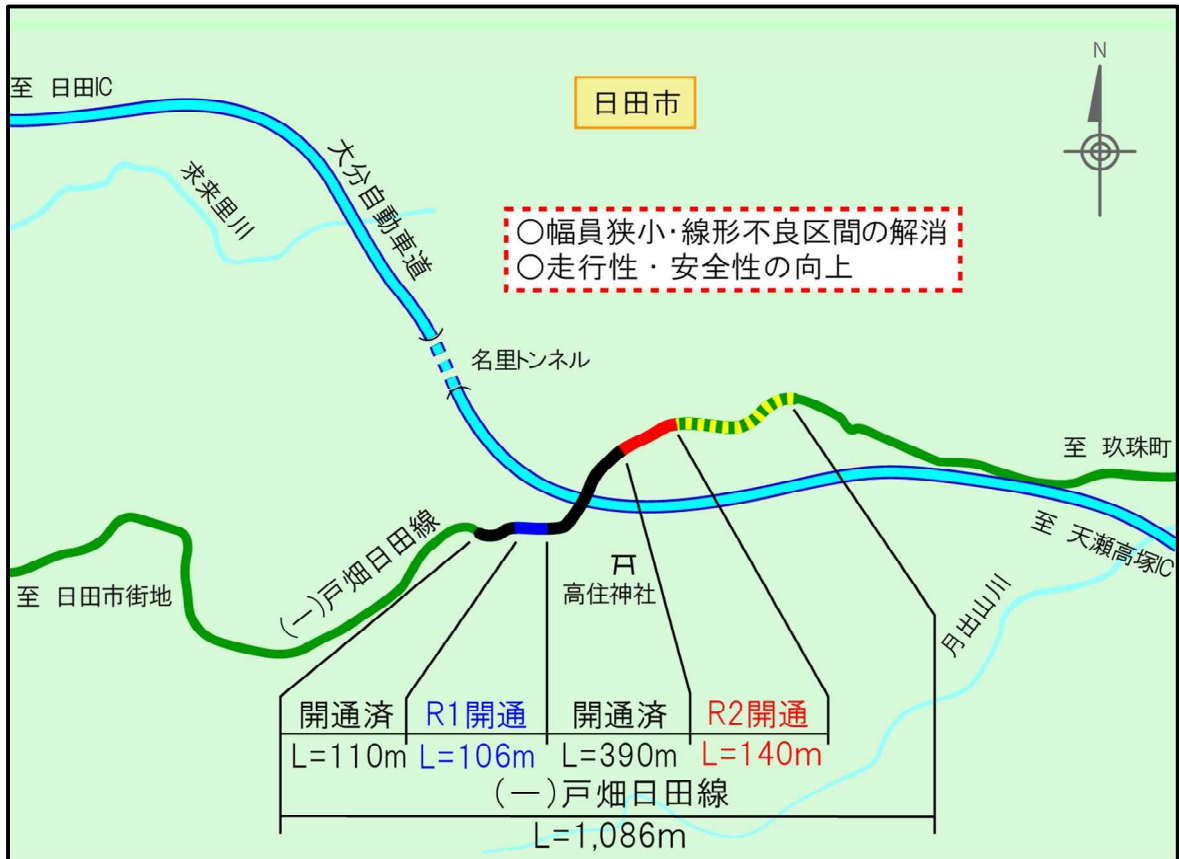 至 日田IC
日田市
N
大分自動車道
求来里川
○幅員狭小・線形不良区間の解消
○走行性・安全性の向上
名里トンネル
至 玖珠町
至 天瀬高塚IC
(一)戸畑日田線
至 日田市街地
高住神社
月出山川
開通済
R1開通
開通済
R2開通
L=110m
L=106m
L=390m
L=140m
(一)戸畑日田線
L=1,086m